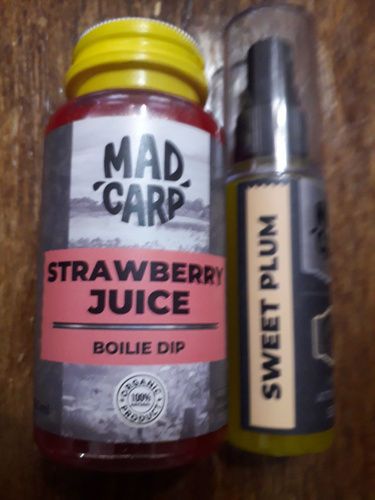 MAD
CARP
STRAWBERRY
JUICE
BOILIE DIP
ORGANIC
100%
PRODUCT
SWEET PLUM